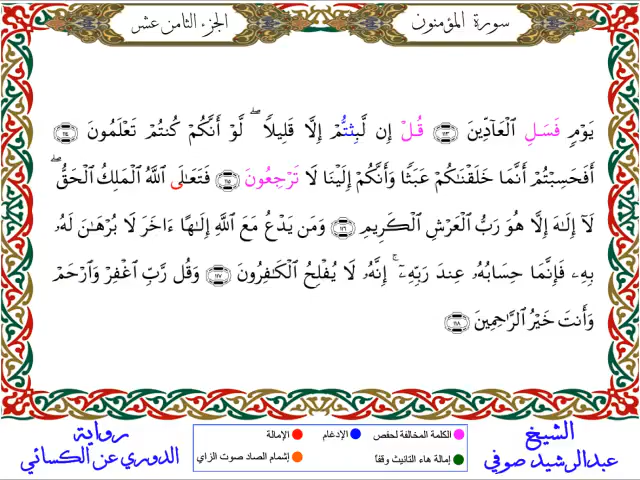 سورة المؤمنون
الجزء الثامن عشر
يَوْمٖ فَسَلِ ٱلْعَآدِّينَ ١١٣ قُلْ إِن لَّبِثتُّمْ إِلَّا قَلِيلًاۖ لَّوْ أَنَّكُمْ كُنتُمْ تَعْلَمُونَ ١١٤
أَفَحَسِبْتُمْ أَنَّمَا خَلَقْنَٰكُمْ عَبَثًا وَأَنَّكُمْ إِلَيْنَا لَا تَرْجِعُونَ ١١٥ فَتَعَٰلَى ٱللَّهُ ٱلْمَلِكُ ٱلْحَقُّۖ
لَآ إِلَٰهَ إِلَّا هُوَ رَبُّ ٱلْعَرْشِ ٱلْكَرِيمِ ١١٦ وَمَن يَدْعُ مَعَ ٱللَّهِ إِلَٰهًا ءَاخَرَ لَا بُرْهَٰنَ لَهُۥ
بِهِۦ فَإِنَّمَا حِسَابُهُۥ عِندَ رَبِّهِۦٓۚ إِنَّهُۥ لَا يُفْلِحُ ٱلْكَٰفِرُونَ ١١٧ وَقُل رَّبِّ ٱغْفِرْ وَٱرْحَمْ
وَأَنتَ خَيْرُ ٱلرَّٰحِمِينَ ١١٨
الشيخ
عبدالرشيد صوفي
الكلمة المخالفة لحفص
الإدغام
الإمالة
إمالة هاء التانيث وقفا
إشمام الصاد صوت الزاي
رواية
الدوري عن الكسائي